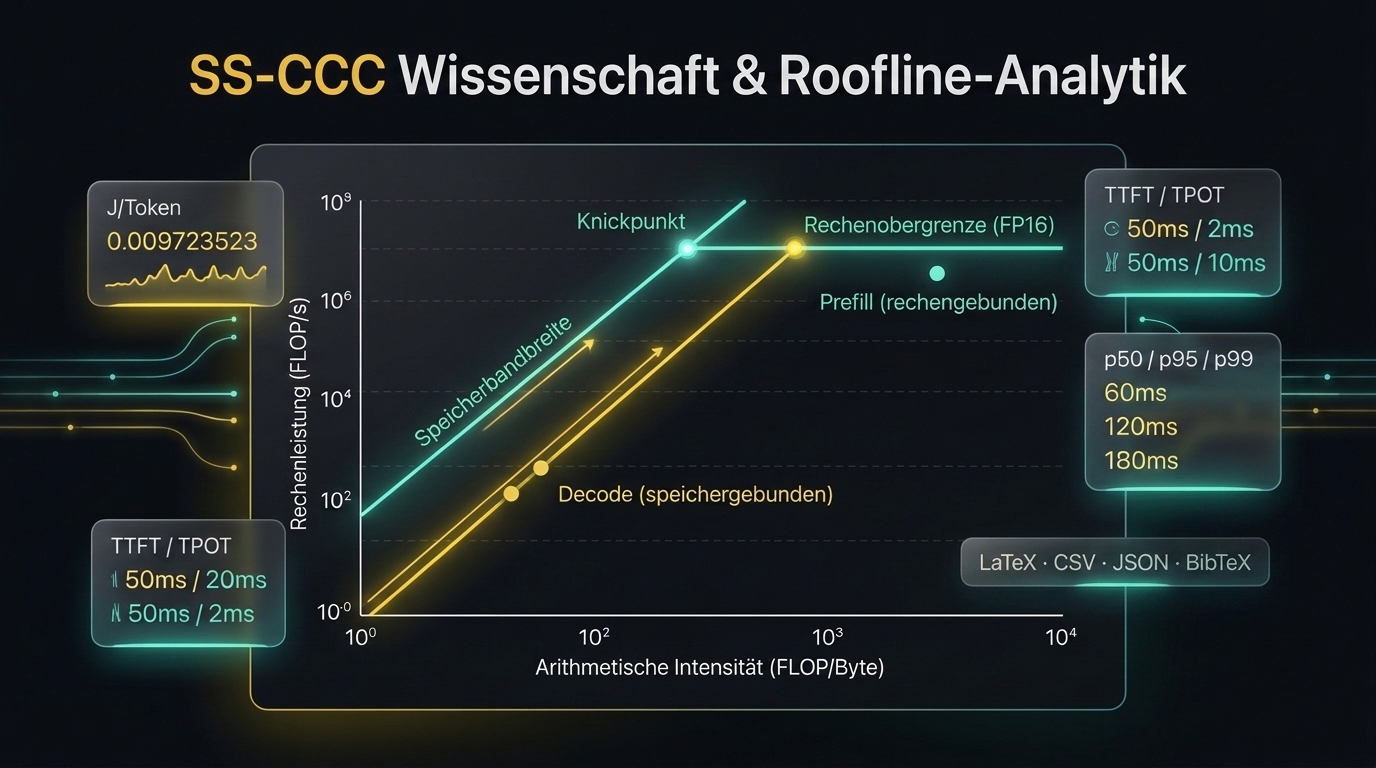 SS-CCC Wissenschaft & Roofline-Analytik
J/Token
0.009723523
TTFT / TPOT
50ms / 20ms
50ms / 2ms
Rechenleistung (FLOP/s)
10⁹
10⁶
10⁴
10²
10⁻⁰
10⁰
10²
10³
10⁴
Arithmetische Intensität (FLOP/Byte)
Knickpunkt
Rechenobergrenze (FP16)
Prefill (rechengebunden)
Speicherbandbreite
Decode (speichergebunden)
TTFT / TPOT
50ms / 2ms
50ms / 10ms
p50 / p95 / p99
60ms
120ms
180ms
LaTeX · CSV · JSON · BibTeX